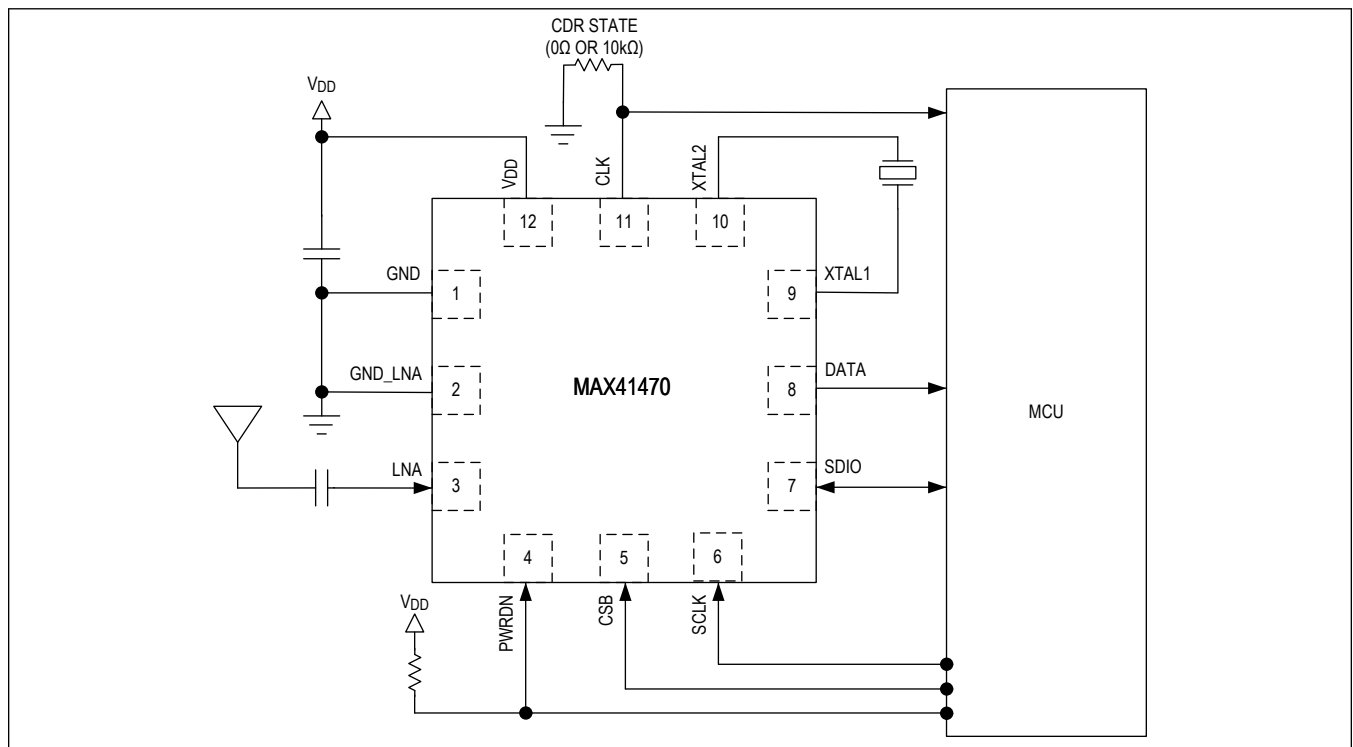 CDR STATE
(0Ω OR 10kΩ)
VDD
VDD
CLK
XTAL2
12
11
10
GND
1
9
XTAL1
GND_LNA
2
MAX41470
8
DATA
MCU
LNA
3
7
SDIO
4
5
6
VDD
PWRDN
CSB
SCLK